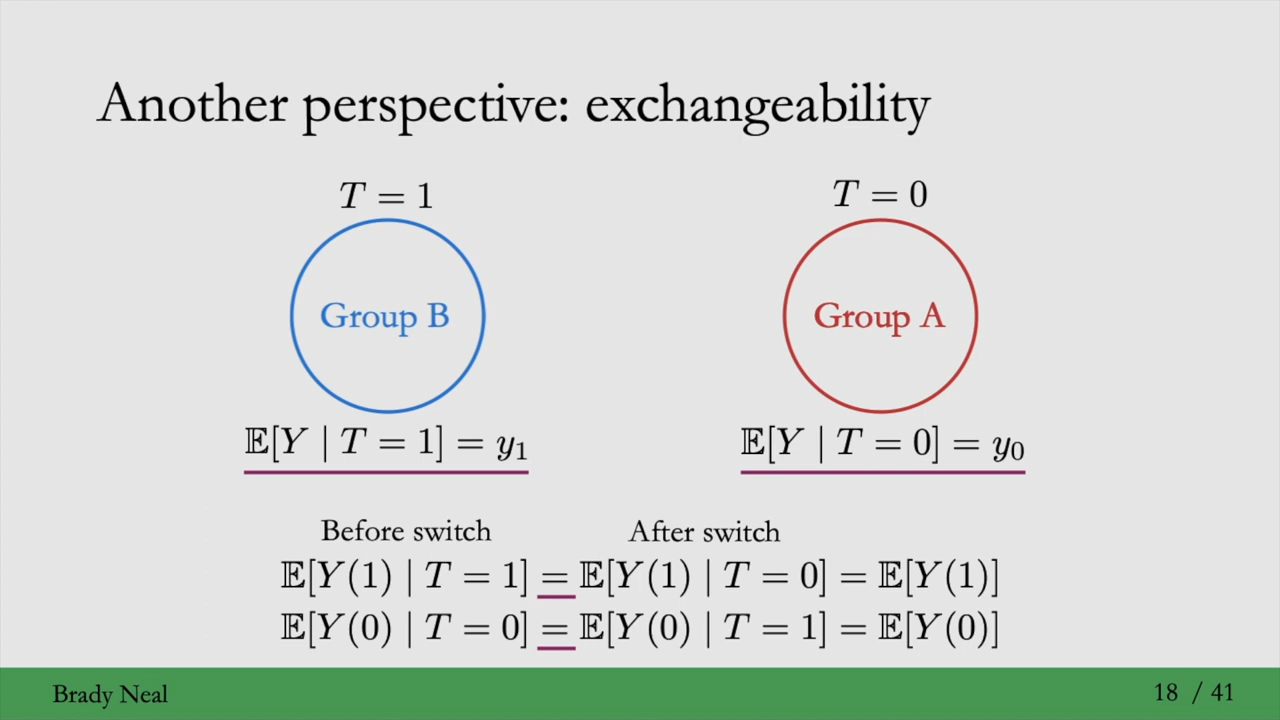 Another perspective: exchangeability
T = 1
T = 0
Group B
Group A
𝔼[Y | T = 1] = y₁
𝔼[Y | T = 0] = y₀
Before switch
After switch
𝔼[Y(1) | T = 1] = 𝔼[Y(1) | T = 0] = 𝔼[Y(1)]
𝔼[Y(0) | T = 0] = 𝔼[Y(0) | T = 1] = 𝔼[Y(0)]
Brady Neal
18 / 41